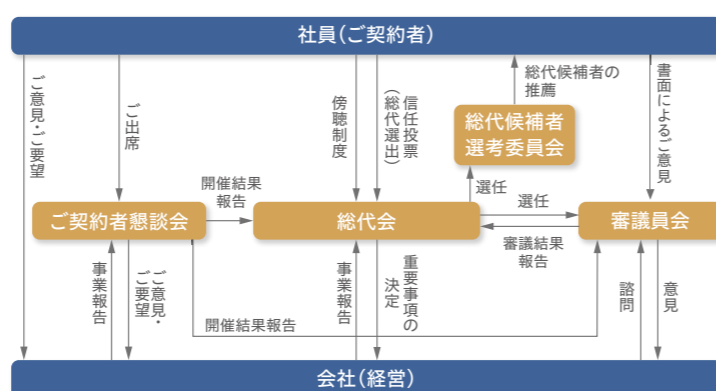 社員（ご契約者）
ご意見・ご要望
ご出席
傍聴制度
信任投票
（総代選出）
総代候補者の
推薦
書面によるご意見
総代候補者
選考委員会
開催結果
報告
選任
選任
ご契約者懇談会
総代会
審議員会
審議結果
報告
事業報告
ご意見・
ご要望
開催結果報告
事業報告
重要事項の
決定
諮問
意見
会社（経営）